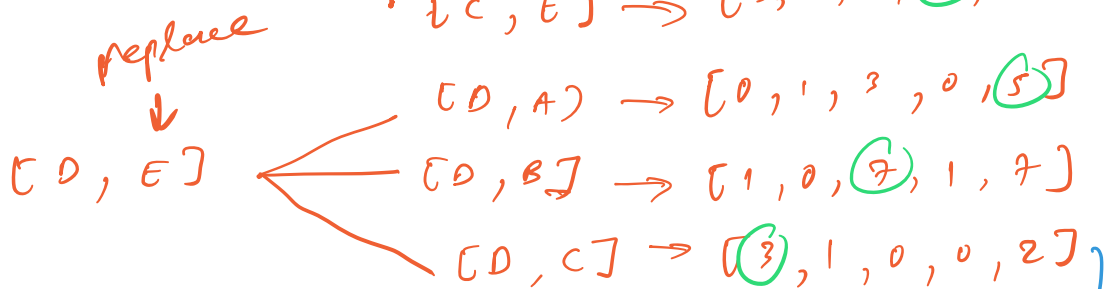 [C, E] →
replace
[D, A) → [0, 1, 3, 0, 5]
[D, E] [D, B] → [1, 0, 7, 1, 7]
[D, C] → [3, 1, 0, 0, 2],